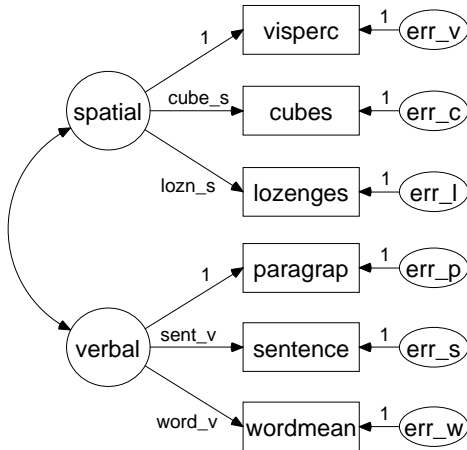 1
visperc
1
err_v
spatial
cube_s
cubes
1
err_c
lozn_s
lozenges
1
err_l
1
paragrap
1
err_p
verbal
sent_v
sentence
1
err_s
word_v
wordmean
1
err_w